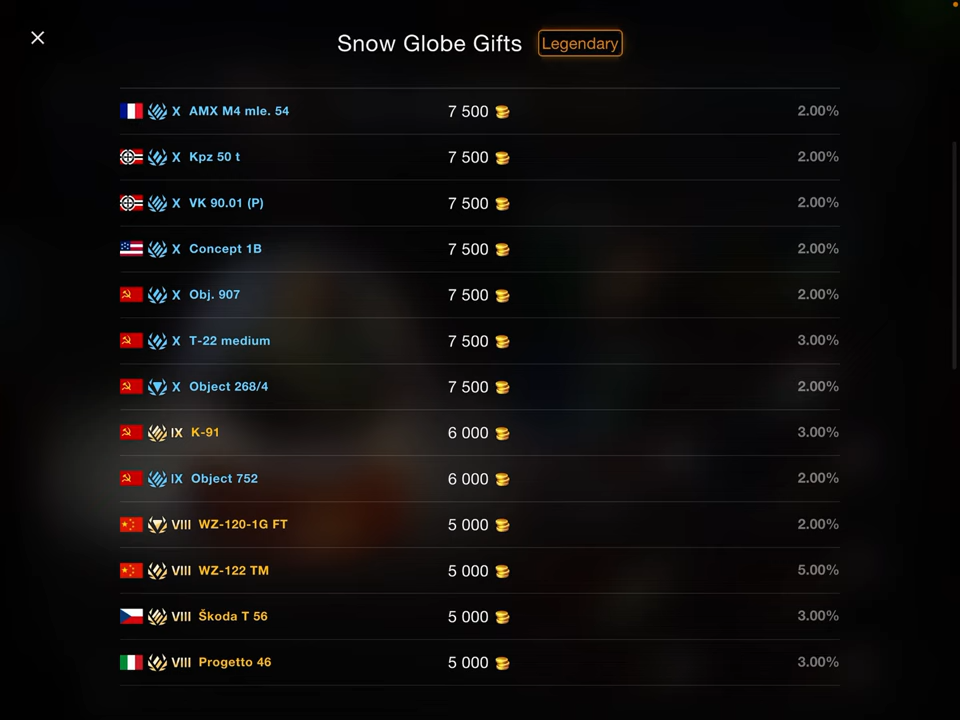 Snow Globe Gifts Legendary
X AMX M4 mle. 54 7 500 2.00%
X Kpz 50 t 7 500 2.00%
X VK 90.01 (P) 7 500 2.00%
X Concept 1B 7 500 2.00%
X Obj. 907 7 500 2.00%
X T-22 medium 7 500 3.00%
X Object 268/4 7 500 2.00%
IX K-91 6 000 3.00%
IX Object 752 6 000 2.00%
VIII WZ-120-1G FT 5 000 2.00%
VIII WZ-122 TM 5 000 5.00%
VIII Škoda T 56 5 000 3.00%
VIII Progetto 46 5 000 3.00%